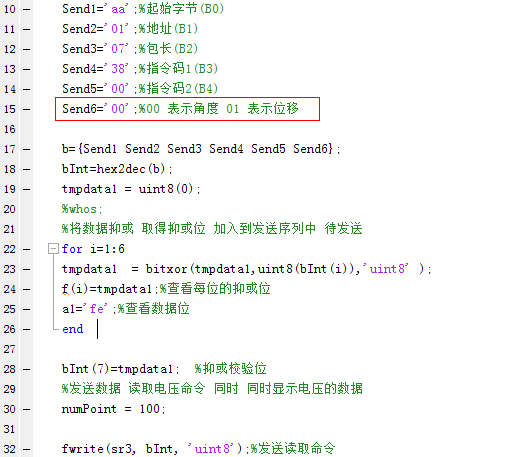 10 — Send1='aa';%起始字节(B0)
11 — Send2='01';%地址(B1)
12 — Send3='07';%包长(B2)
13 — Send4='38';%指令码1(B3)
14 — Send5='00';%指令码2(B4)
15 — Send6='00';%00 表示角度 01 表示位移
16
17 — b={Send1 Send2 Send3 Send4 Send5 Send6};
18 — bInt=hex2dec(b);
19 — tmpdata1 = uint8(0);
20 %whos;
21 %将数据抑或 取得抑或位 加入到发送序列中 待发送
22 — for i=1:6
23 — tmpdata1  = bitxor(tmpdata1,uint8(bInt(i)),'uint8' );
24 — f(i)=tmpdata1;%查看每位的抑或位
25 — a1='fe';%查看数据位
26 — end
27
28 — bInt(7)=tmpdata1;  %抑或校验位
29 %发送数据 读取电压命令 同时 同时显示电压的数据
30 — numPoint = 100;
31
32 — fwrite(sr3, bInt, 'uint8');%发送读取命令